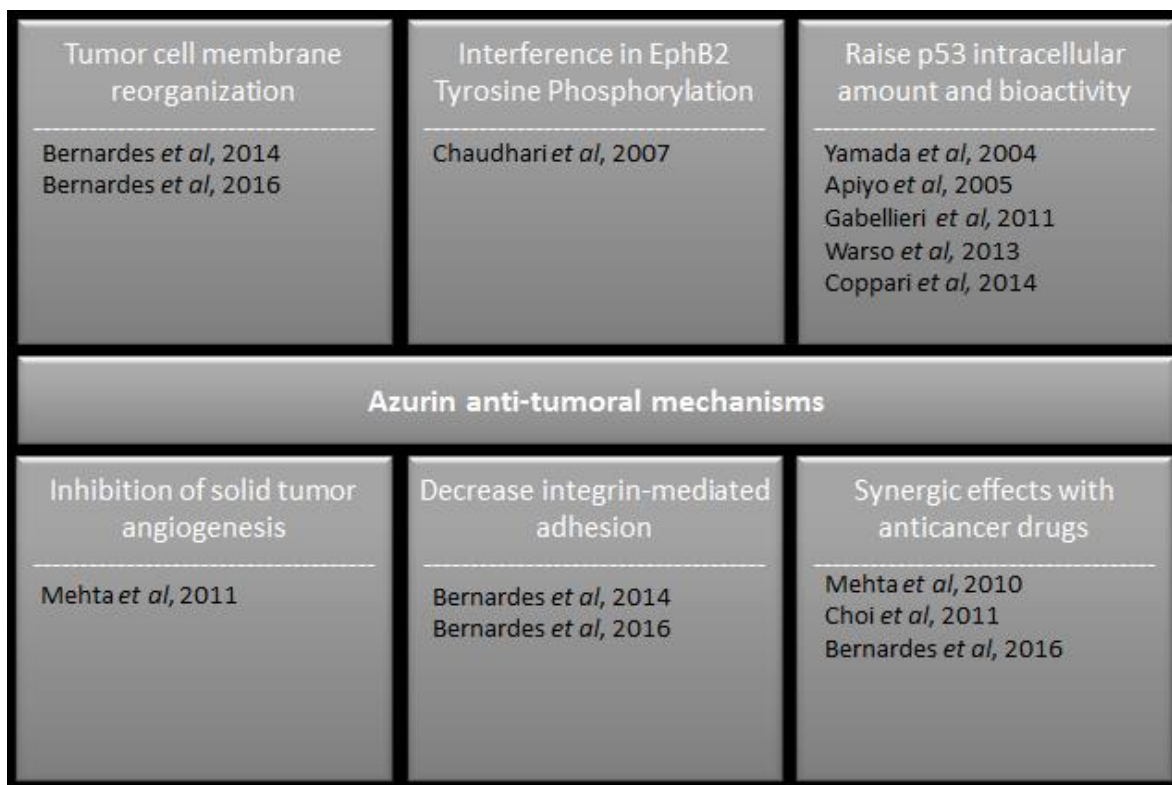 Tumor cell membrane
reorganization
Bernardes et al, 2014
Bernardes et al, 2016
Interference in EphB2
Tyrosine Phosphorylation
Chaudhari et al, 2007
Raise p53 intracellular
amount and bioactivity
Yamada et al, 2004
Apiyo et al, 2005
Gabellieri et al, 2011
Warso et al, 2013
Coppari et al, 2014
Azurin anti-tumoral mechanisms
Inhibition of solid tumor
angiogenesis
Mehta et al, 2011
Decrease integrin-mediated
adhesion
Bernardes et al, 2014
Bernardes et al, 2016
Synergic effects with
anticancer drugs
Mehta et al, 2010
Choi et al, 2011
Bernardes et al, 2016